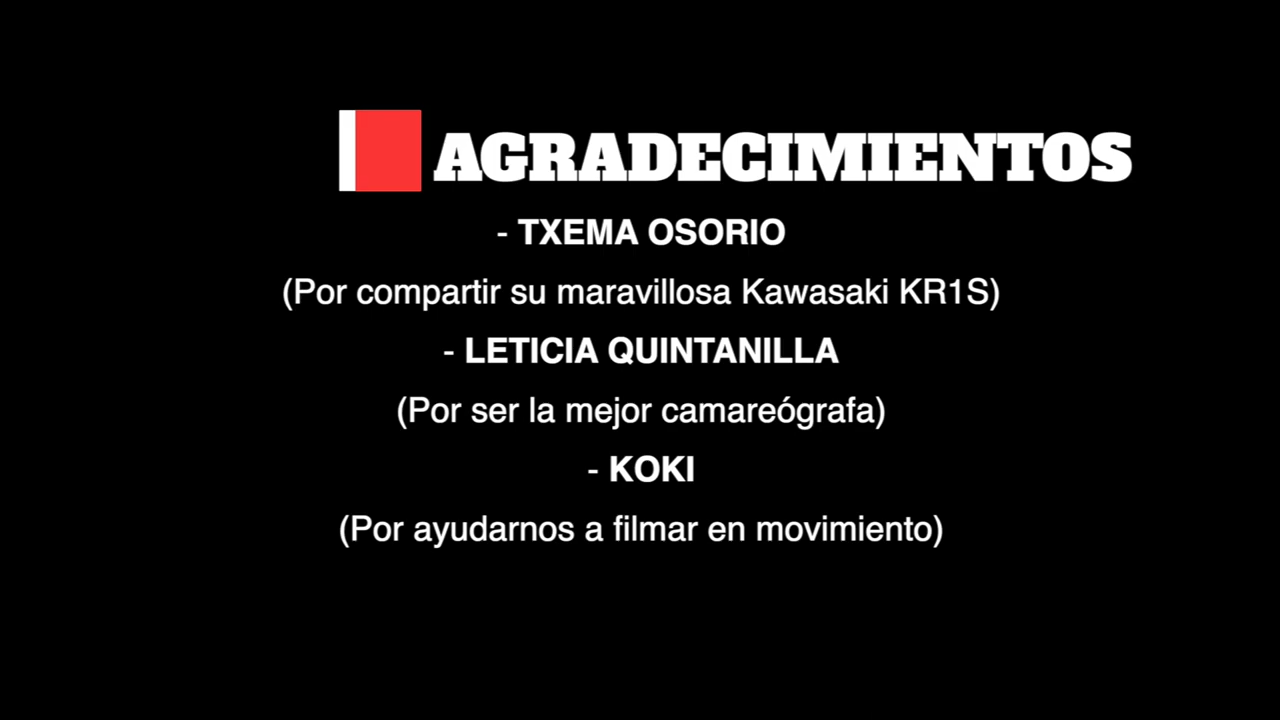 AGRADECIMIENTOS
- TXEMA OSORIO
(Por compartir su maravillosa Kawasaki KR1S)
- LETICIA QUINTANILLA
(Por ser la mejor camareógrafa)
- KOKI
(Por ayudarnos a filmar en movimiento)